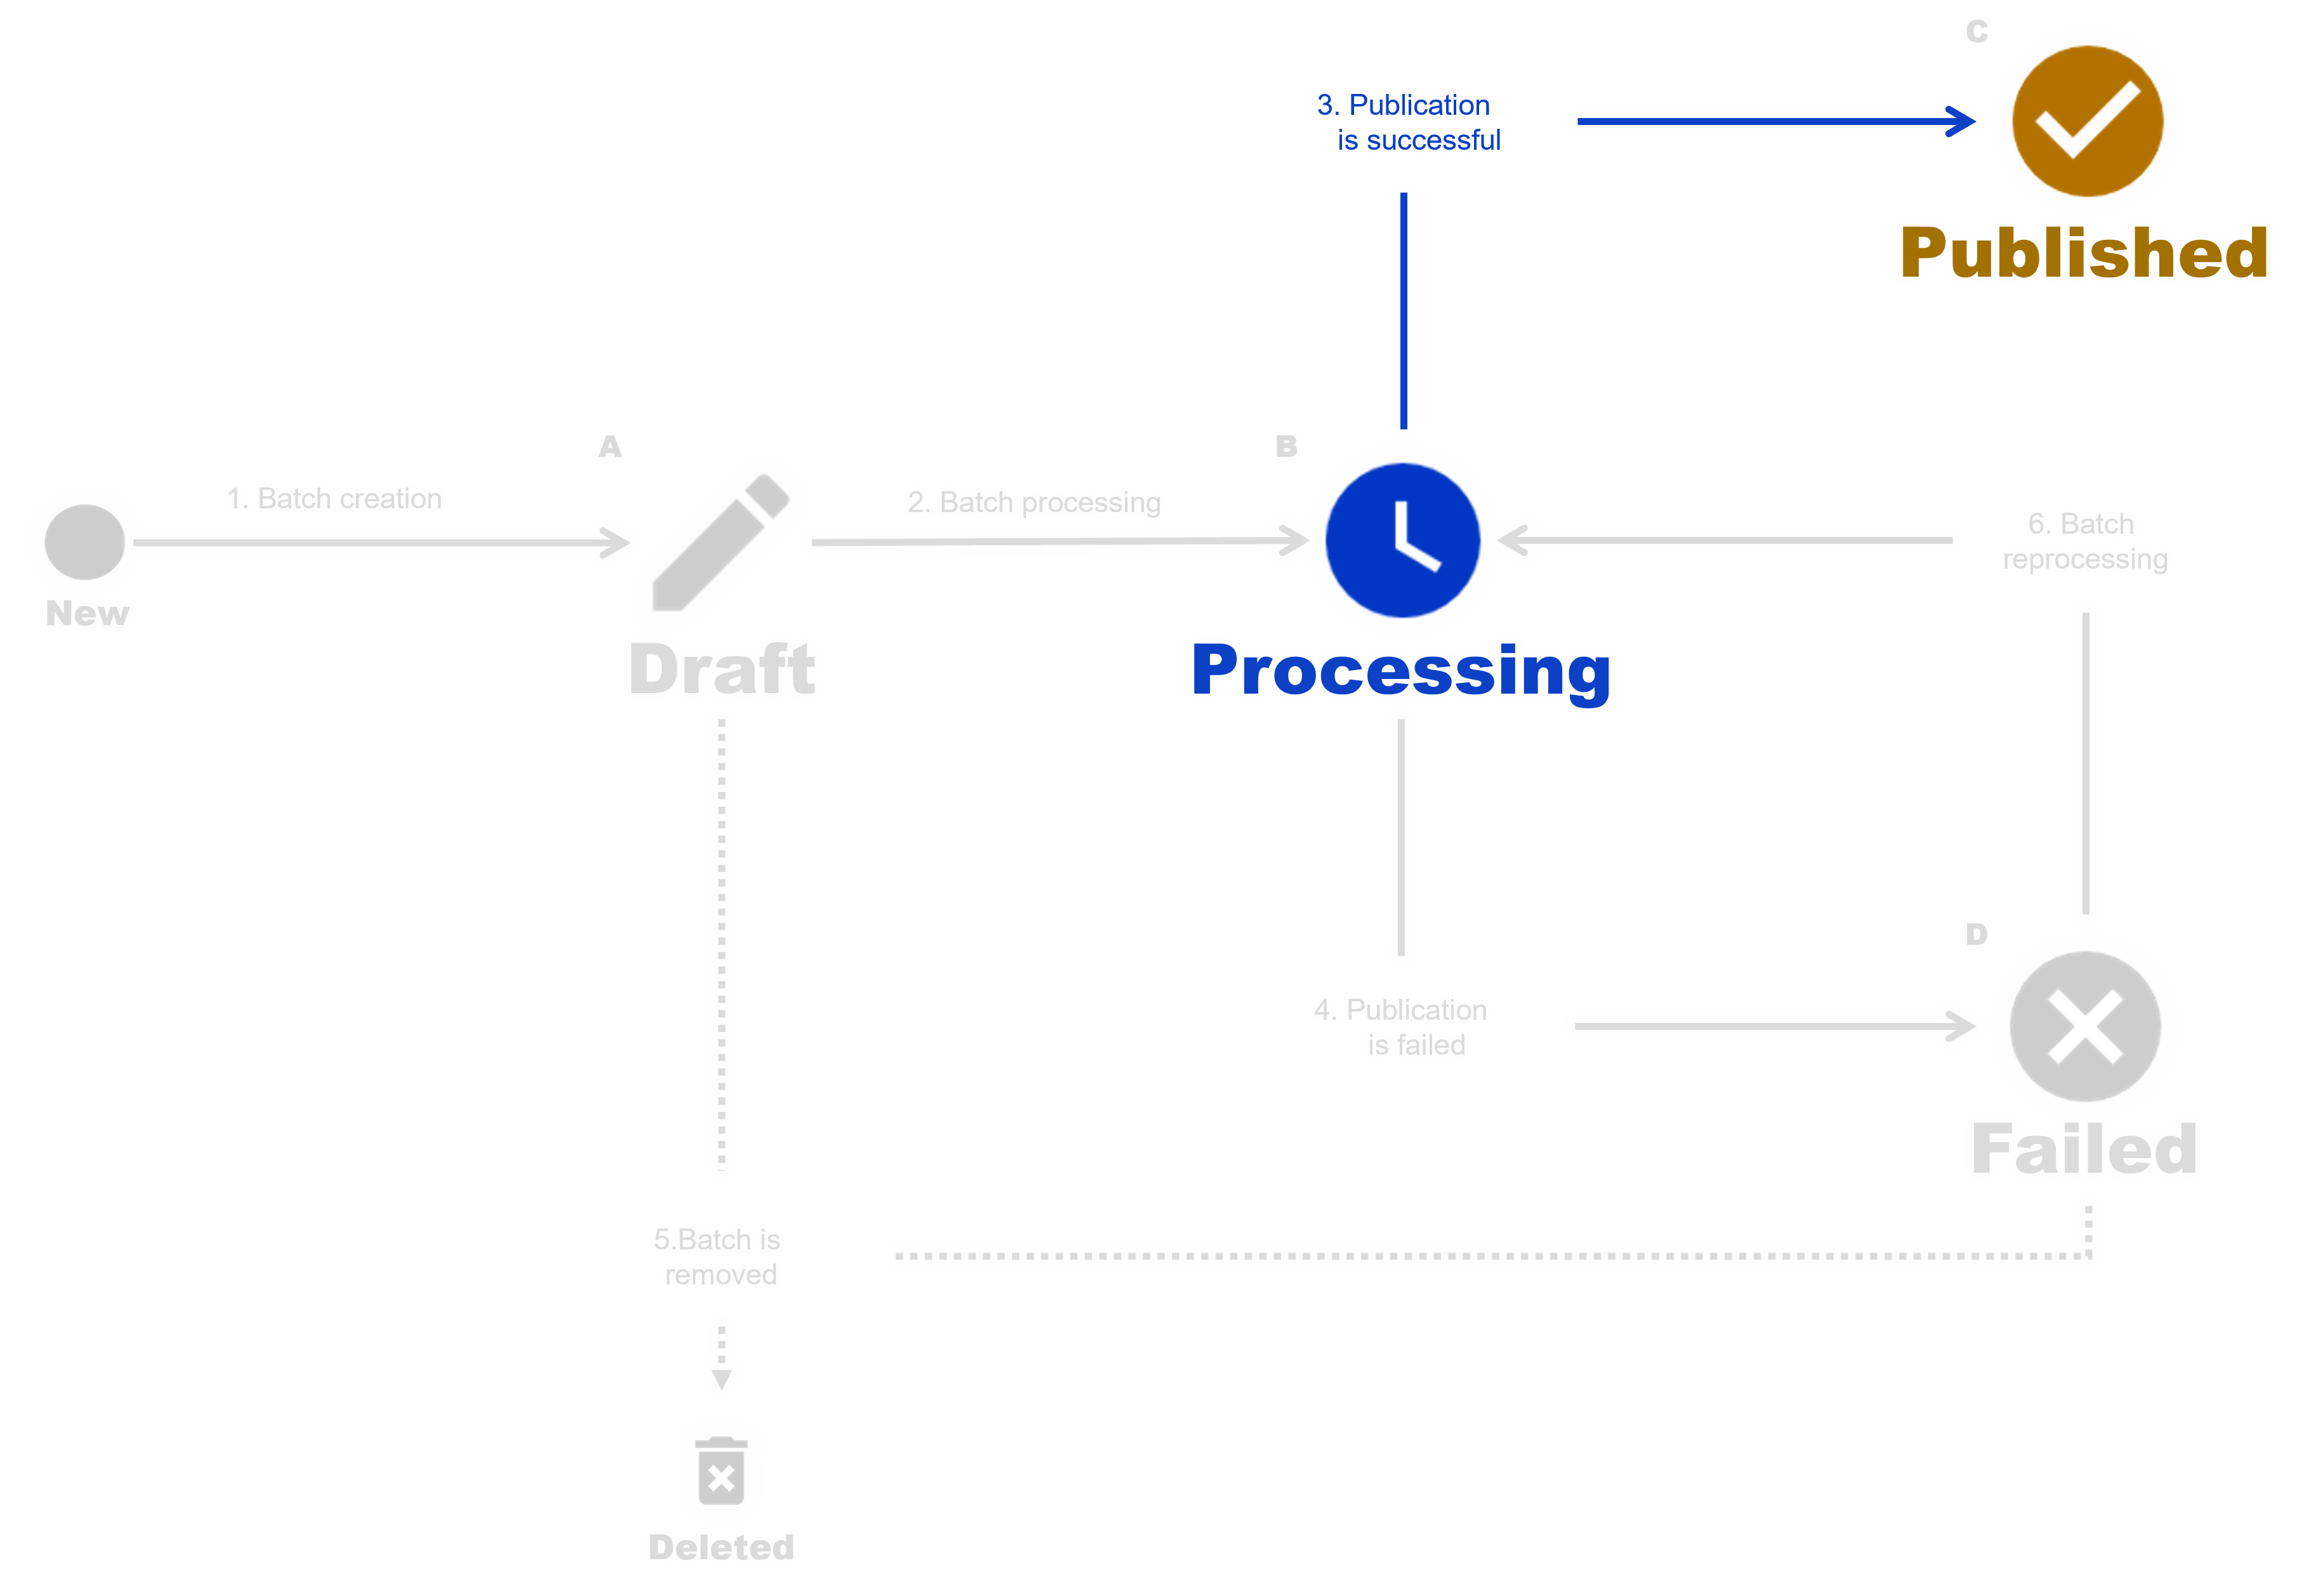 C
3. Publication
is successful
Published
A
B
1. Batch creation
2. Batch processing
6. Batch
reprocessing
New
Draft
Processing
D
4. Publication
is failed
Failed
5.Batch is
removed
Deleted